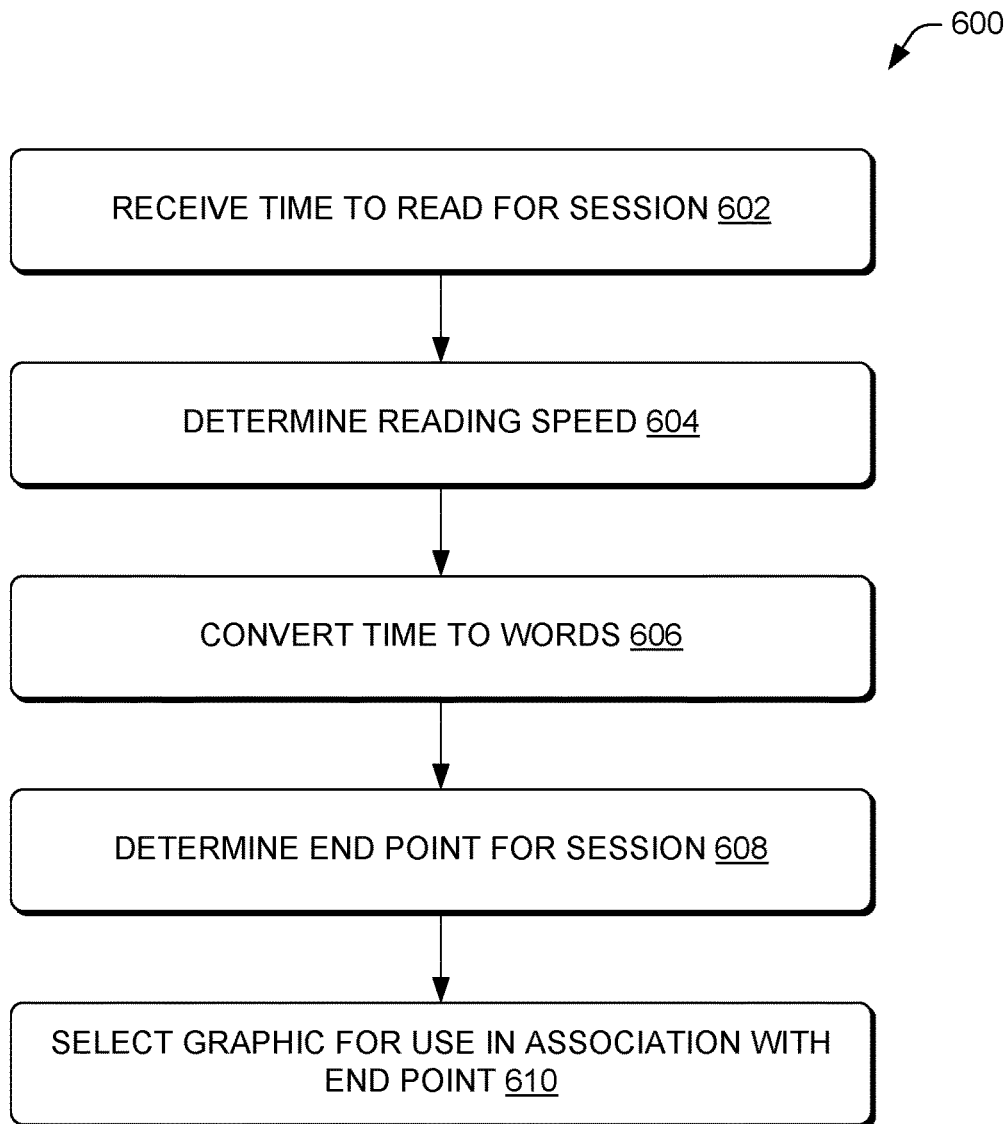 600
RECEIVE TIME TO READ FOR SESSION 602
DETERMINE READING SPEED 604
CONVERT TIME TO WORDS 606
DETERMINE END POINT FOR SESSION 608
SELECT GRAPHIC FOR USE IN ASSOCIATION WITH
END POINT 610